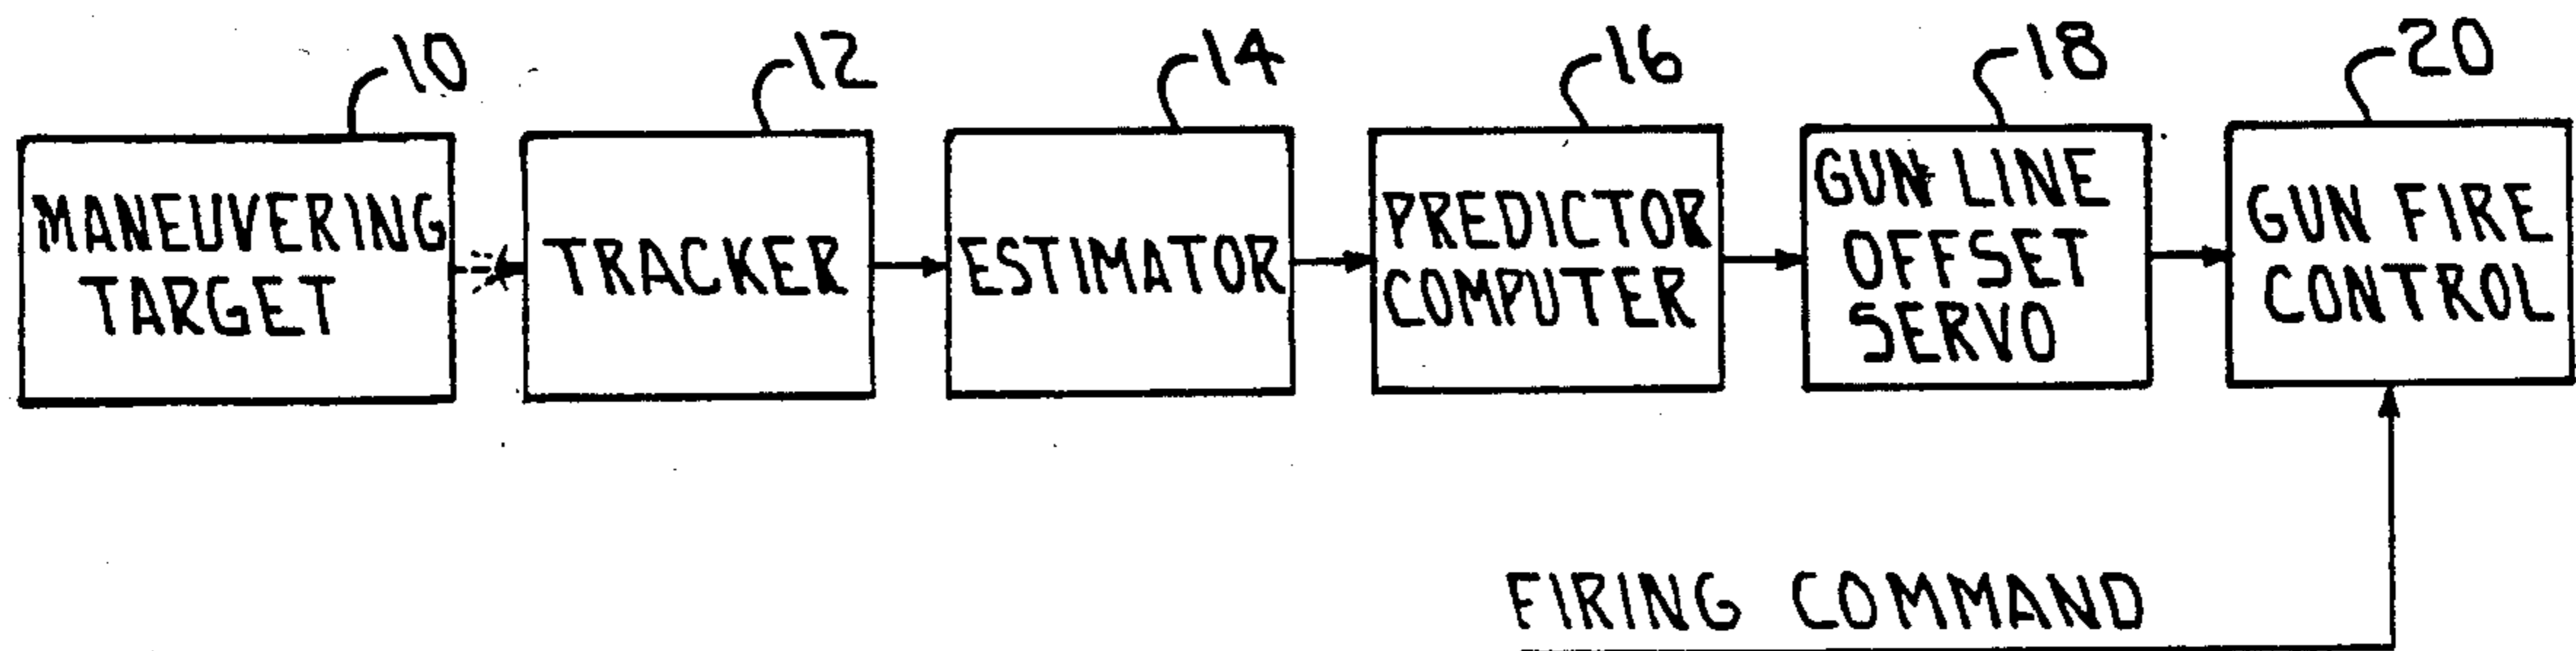 10
12
14
16
18
20
MANEUVERING
TARGET
TRACKER
ESTIMATOR
PREDICTOR
COMPUTER
GUN LINE
OFFSET
SERVO
GUN FIRE
CONTROL
FIRING COMMAND